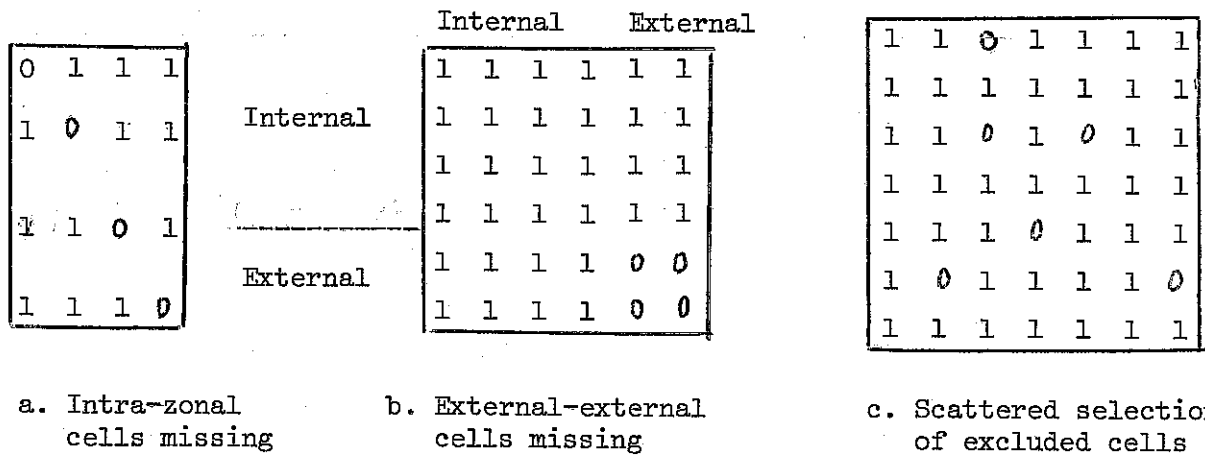 0 1 1 1
1 0 1 1
1 1 0 1
1 1 1 0
a. Intra-zonal
cells missing
Internal External
Internal
External
1 1 1 1 1 1
1 1 1 1 1 1
1 1 1 1 1 1
1 1 1 1 1 1
1 1 1 1 0 0
1 1 1 1 0 0
b. External-external
cells missing
1 1 0 1 1 1 1
1 1 1 1 1 1 1
1 1 0 1 0 1 1
1 1 1 1 1 1 1
1 1 1 0 1 1 1
1 0 1 1 1 1 0
1 1 1 1 1 1 1
c. Scattered selection
of excluded cells